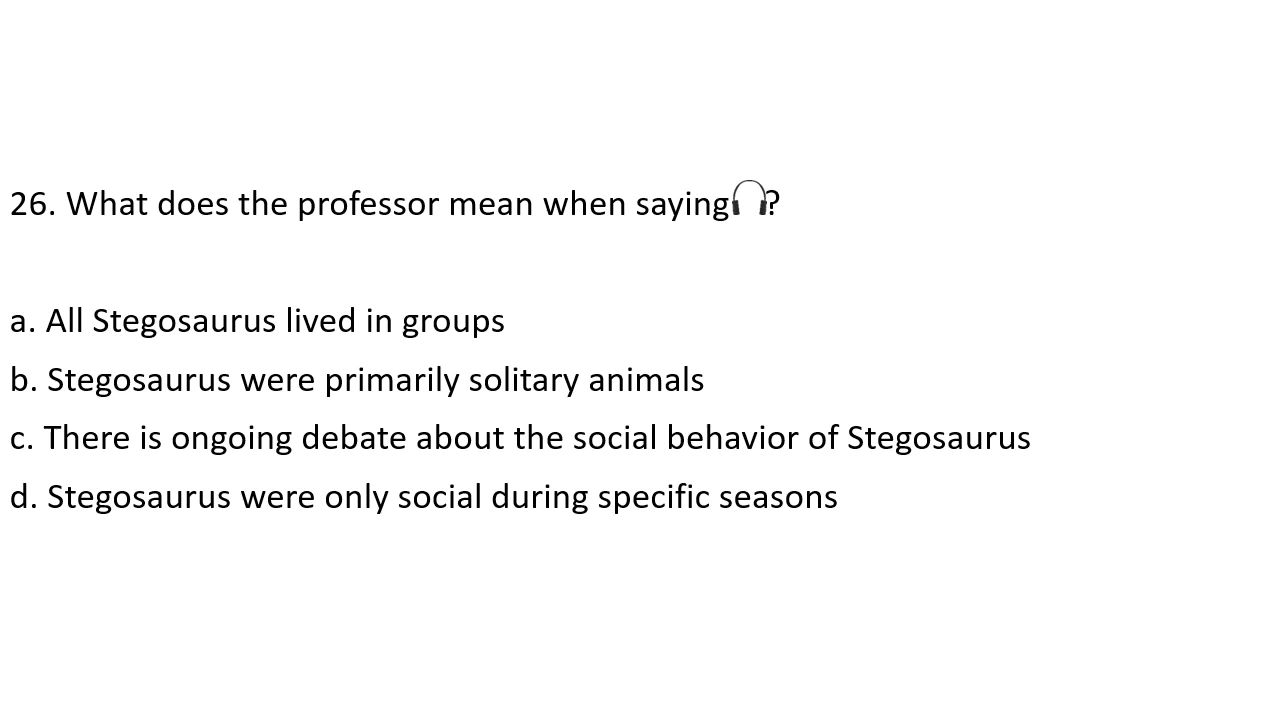 26. What does the professor mean when saying?
a. All Stegosaurus lived in groups
b. Stegosaurus were primarily solitary animals
c. There is ongoing debate about the social behavior of Stegosaurus
d. Stegosaurus were only social during specific seasons